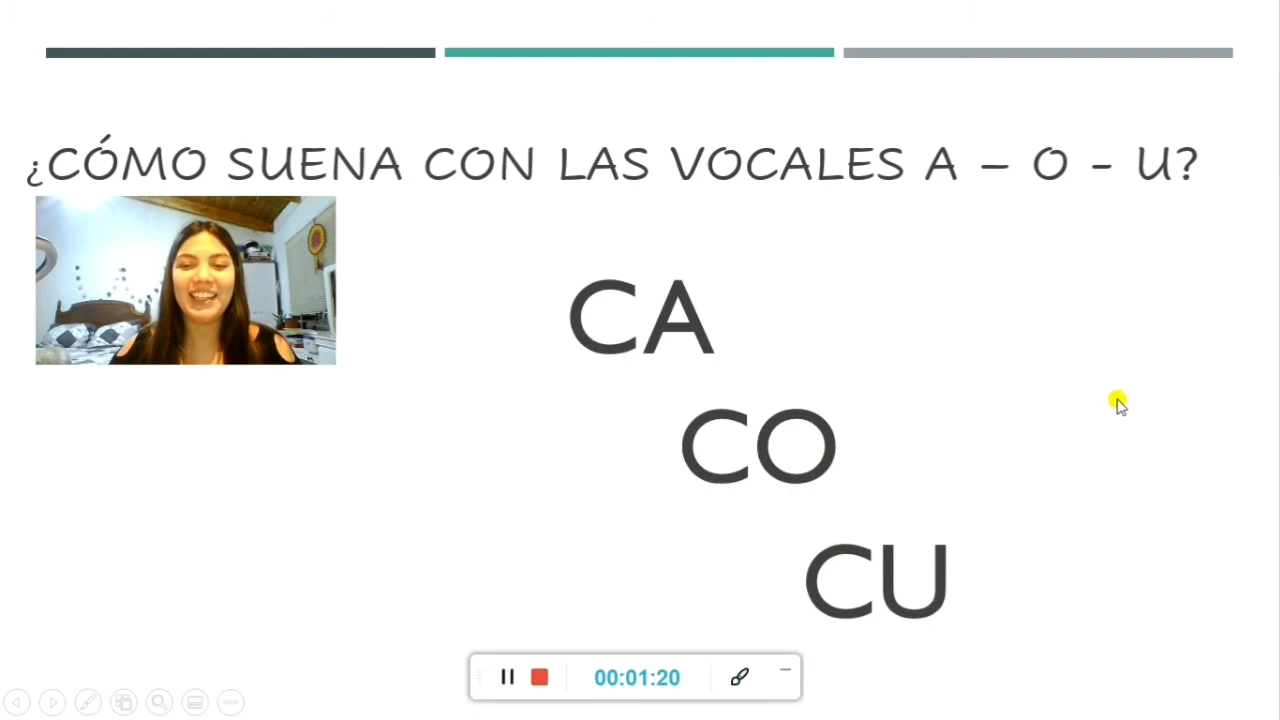 ¿CÓMO SUENA CON LAS VOCALES A – O - U?
CA
CO
CU
00:01:20